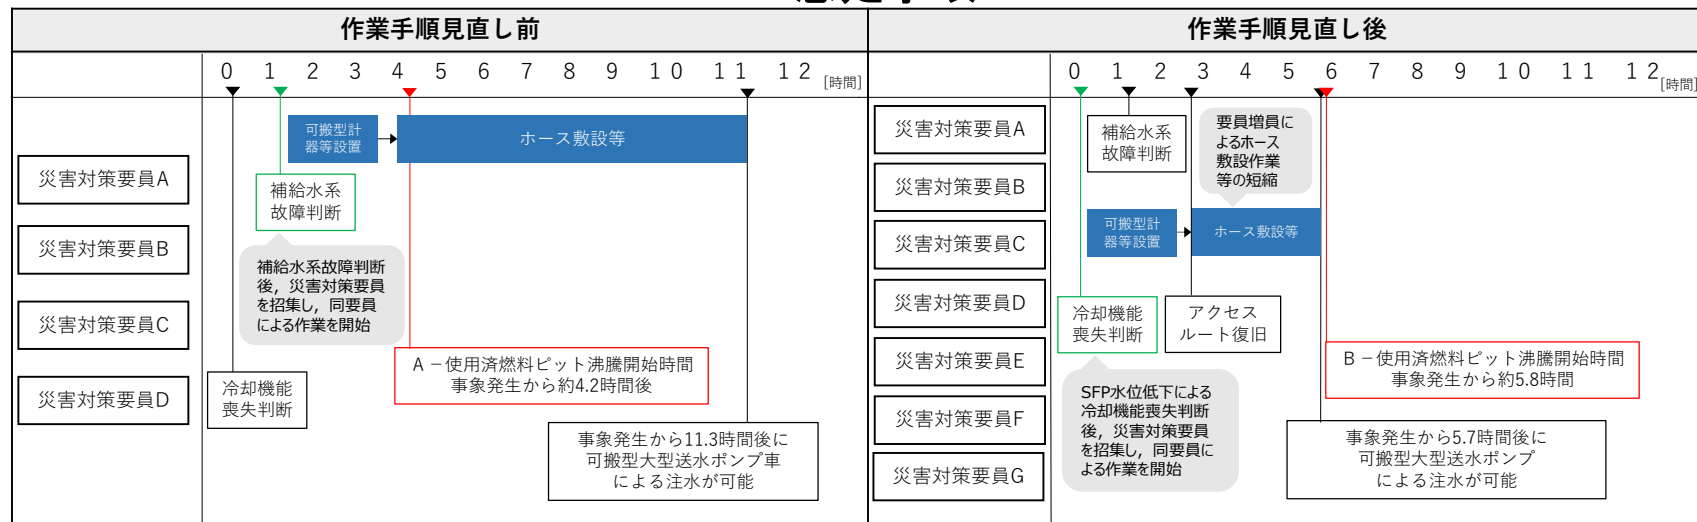 作業手順見直し前
0 1 2 3 4 5 6 7 8 9 10 11 12 [時間]
災害対策要員A
災害対策要員B
災害対策要員C
災害対策要員D
可搬型計
器等設置
ホース敷設等
補給水系
故障判断
補給水系故障判断
後，災害対策要員
を招集し，同要員
による作業を開始
冷却機能
喪失判断
A－使用済燃料ピット沸騰開始時間
事象発生から約4.2時間後
事象発生から11.3時間後に
可搬型大型送水ポンプ車
による注水が可能
作業手順見直し後
0 1 2 3 4 5 6 7 8 9 10 11 12 [時間]
災害対策要員A
災害対策要員B
災害対策要員C
災害対策要員D
災害対策要員E
災害対策要員F
災害対策要員G
補給水系
故障判断
要員増員に
よるホース
敷設作業
等の短縮
可搬型計
器等設置
ホース敷設等
冷却機能
喪失判断
アクセス
ルート復旧
SFP水位低下による
冷却機能喪失判断
後，災害対策要員
を招集し，同要員に
よる作業を開始
B－使用済燃料ピット沸騰開始時間
事象発生から約5.8時間
事象発生から5.7時間後に
可搬型大型送水ポンプ
による注水が可能